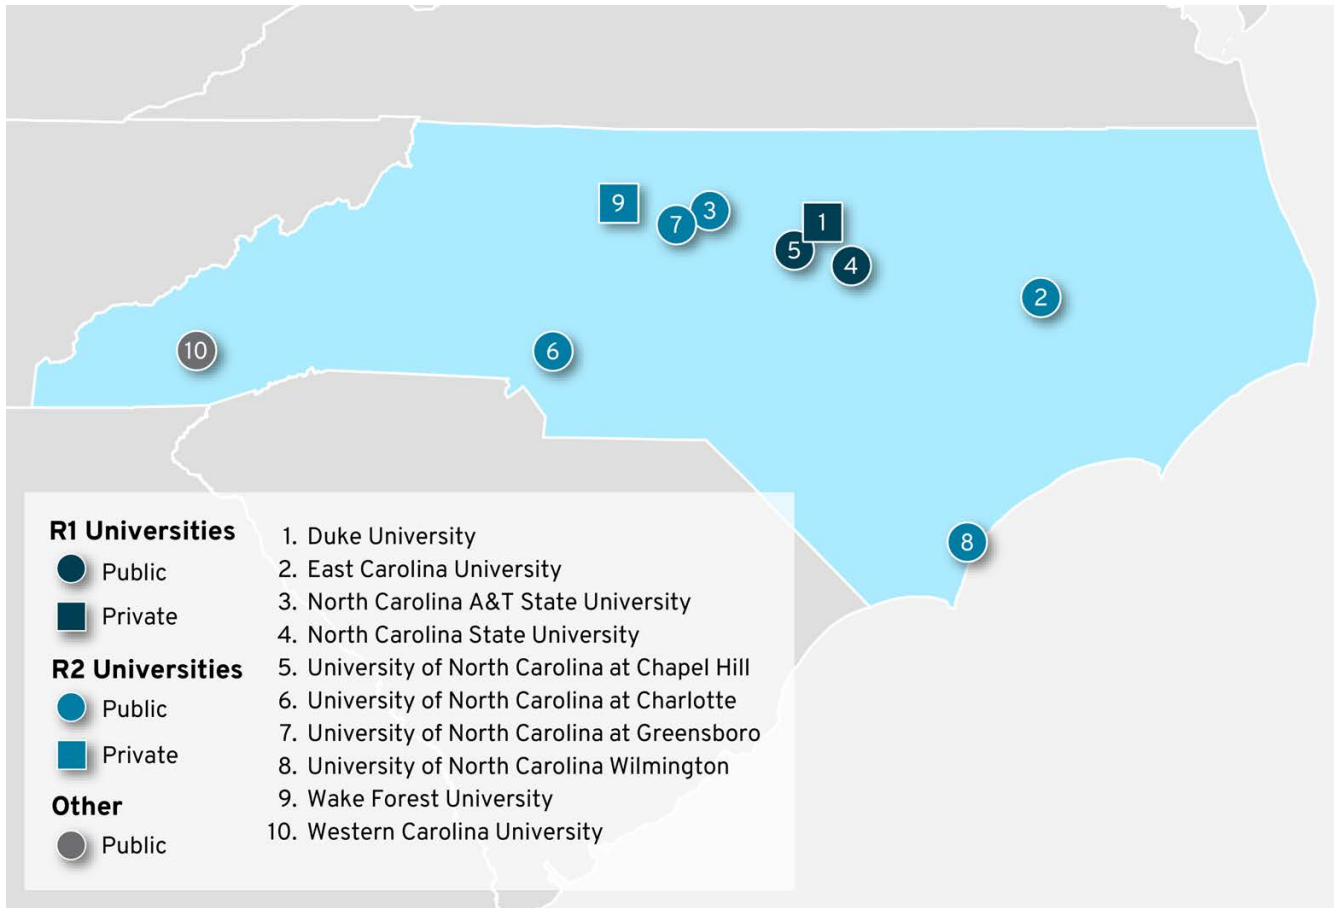 9
7
3
1
5
4
2
10
6
8
R1 Universities
Public
Private
R2 Universities
Public
Private
Other
Public
1. Duke University
2. East Carolina University
3. North Carolina A&T State University
4. North Carolina State University
5. University of North Carolina at Chapel Hill
6. University of North Carolina at Charlotte
7. University of North Carolina at Greensboro
8. University of North Carolina Wilmington
9. Wake Forest University
10. Western Carolina University